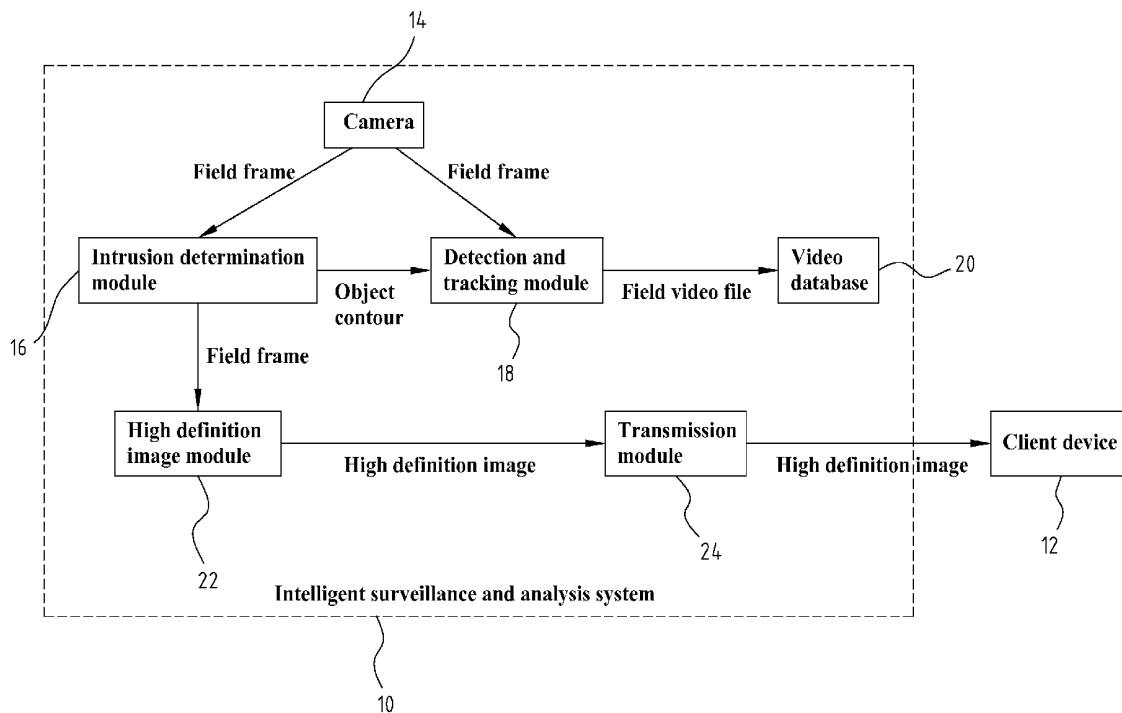 14
Camera
Field frame
Field frame
Intrusion determination
module
Detection and
tracking module
Video
database
20
Object
contour
Field video file
16
18
Field frame
High definition
image module
Transmission
module
Client device
High definition image
High definition image
22
24
12
Intelligent surveillance and analysis system
10